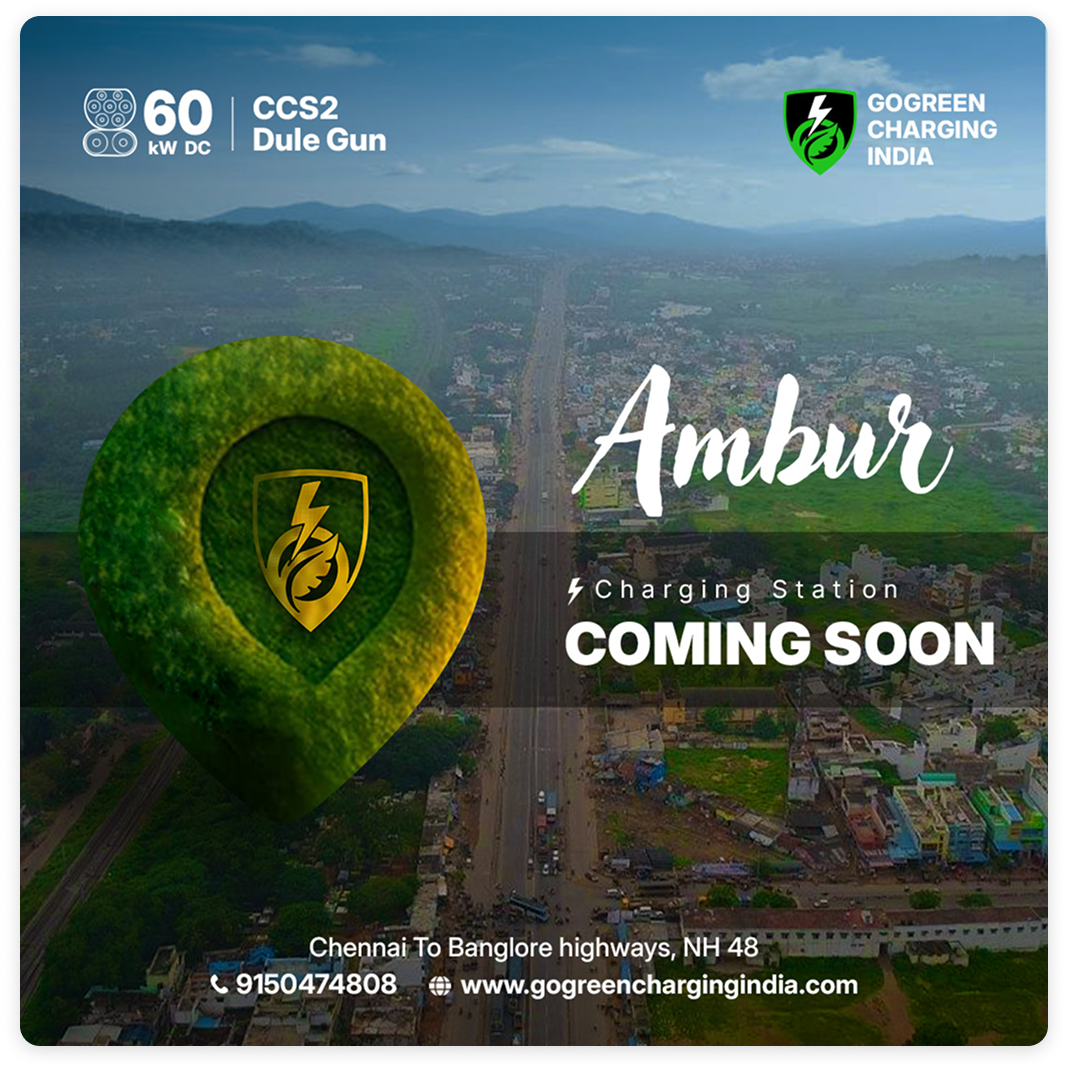 60
kW DC
CCS2
Dule Gun
GOGREEN
CHARGING
INDIA
Ambur
Charging Station
COMING SOON
Chennai To Banglore highways, NH 48
9150474808 www.gogreenchargingindia.com